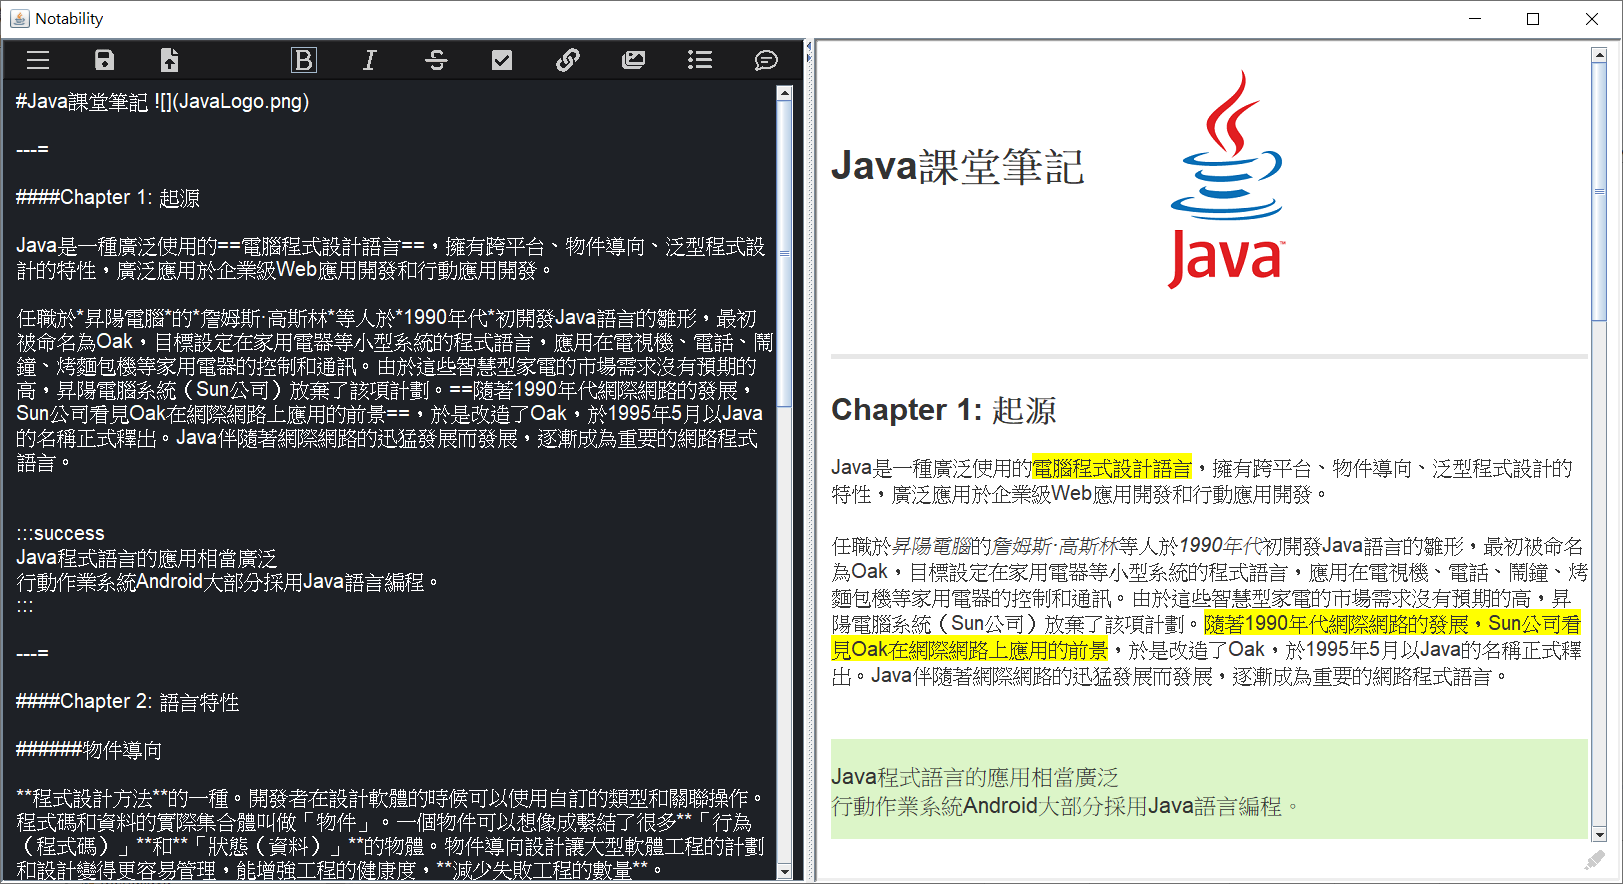 Notability
#Java課堂筆記 ![](JavaLogo.png)
---=
####Chapter 1: 起源
Java是一種廣泛使用的==電腦程式設計語言==，擁有跨平台、物件導向、泛型程式設
計的特性，廣泛應用於企業級Web應用開發和行動應用開發。
任職於*昇陽電腦*的*詹姆斯·高斯林*等人於*1990年代*初開發Java語言的雛形，最初
被命名為Oak，目標設定在家用電器等小型系統的程式語言，應用在電視機、電話、鬧
鐘、烤麵包機等家用電器的控制和通訊。由於這些智慧型家電的市場需求沒有預期的
高，昇陽電腦系統（Sun公司）放棄了該項計劃。==隨著1990年代網際網路的發展，
Sun公司看見Oak在網際網路上應用的前景==，於是改造了Oak，於1995年5月以Java
的名稱正式釋出。Java伴隨著網際網路的迅猛發展而發展，逐漸成為重要的網路程式
語言。
:::success
Java程式語言的應用相當廣泛
行動作業系統Android大部分採用Java語言編程。
:::
---=
####Chapter 2: 語言特性
######物件導向
**程式設計方法**的一種。開發者在設計軟體的時候可以使用自訂的類型和關聯操作。
程式碼和資料的實際集合體叫做「物件」。一個物件可以想像成繫結了很多**「行為
（程式碼）」**和**「狀態（資料）」**的物體。物件導向設計讓大型軟體工程的計劃
和設計變得更容易管理，能增強工程的健康度，**減少失敗工程的數量**。
Java課堂筆記
Java™
Chapter 1: 起源
Java是一種廣泛使用的電腦程式設計語言，擁有跨平台、物件導向、泛型程式設計的
特性，廣泛應用於企業級Web應用開發和行動應用開發。
任職於昇陽電腦的詹姆斯·高斯林等人於1990年代初開發Java語言的雛形，最初被命名
為Oak，目標設定在家用電器等小型系統的程式語言，應用在電視機、電話、鬧鐘、烤
麵包機等家用電器的控制和通訊。由於這些智慧型家電的市場需求沒有預期的高，昇
陽電腦系統（Sun公司）放棄了該項計劃。隨著1990年代網際網路的發展，Sun公司看
見Oak在網際網路上應用的前景，於是改造了Oak，於1995年5月以Java的名稱正式釋
出。Java伴隨著網際網路的迅猛發展而發展，逐漸成為重要的網路程式語言。
Java程式語言的應用相當廣泛
行動作業系統Android大部分採用Java語言編程。